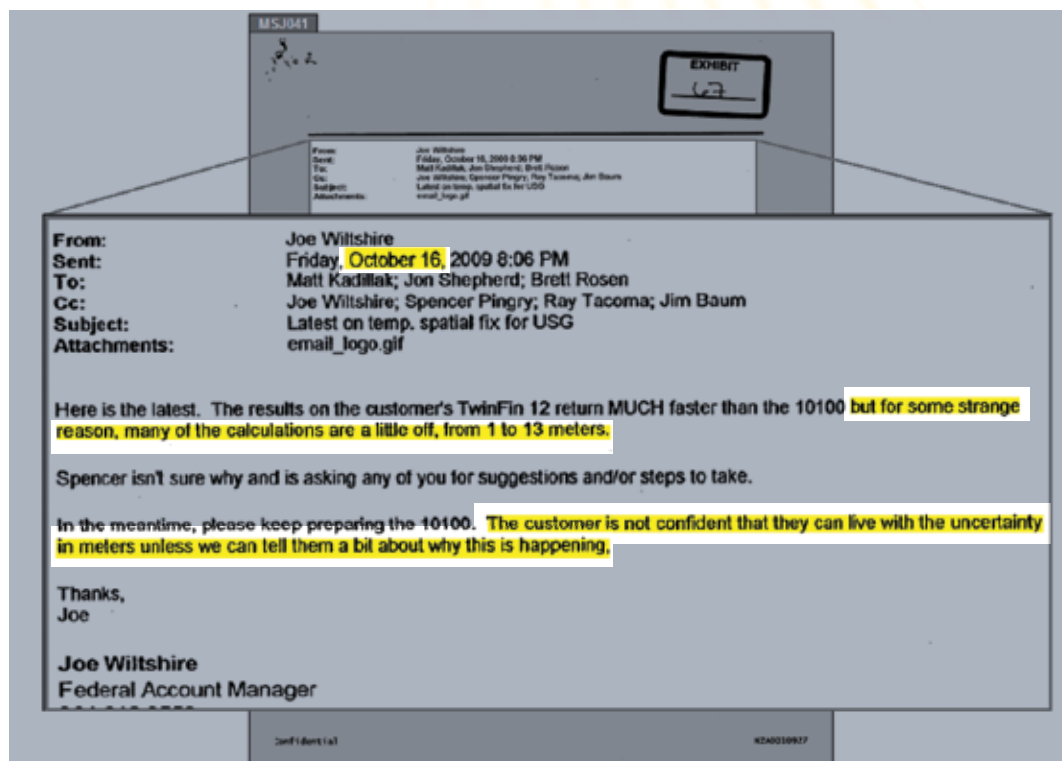 MSJ041
EXHIBIT
67
From: Joe Wiltshire
Sent: Friday, October 16, 2009 8:06 PM
To: Matt Kadillak; Jon Shepherd; Brett Rosen
Cc: Joe Wiltshire; Spencer Pingry; Ray Tacoma; Jim Baum
Subject: Latest on temp. spatial fix for USG
Attachments: email_logo.gif
From: Joe Wiltshire
Sent: Friday, October 16, 2009 8:06 PM
To: Matt Kadillak; Jon Shepherd; Brett Rosen
Cc: Joe Wiltshire; Spencer Pingry; Ray Tacoma; Jim Baum
Subject: Latest on temp. spatial fix for USG
Attachments: email_logo.gif
Here is the latest. The results on the customer's TwinFin 12 return MUCH faster than the 10100 but for some strange
reason, many of the calculations are a little off, from 1 to 13 meters.
Spencer isn't sure why and is asking any of you for suggestions and/or steps to take.
In the meantime, please keep preparing the 10100. The customer is not confident that they can live with the uncertainty
in meters unless we can tell them a bit about why this is happening.
Thanks,
Joe
Joe Wiltshire
Federal Account Manager
Confidential